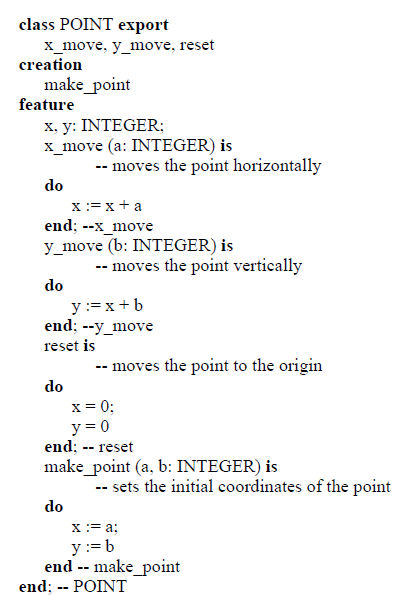 class POINT export
x_move, y_move, reset
creation
make_point
feature
x, y: INTEGER;
x_move (a: INTEGER) is
-- moves the point horizontally
do
x := x + a
end; --x_move
y_move (b: INTEGER) is
-- moves the point vertically
do
y := x + b
end; --y_move
reset is
-- moves the point to the origin
do
x = 0;
y = 0
end; -- reset
make_point (a, b: INTEGER) is
-- sets the initial coordinates of the point
do
x := a;
y := b
end -- make_point
end; -- POINT